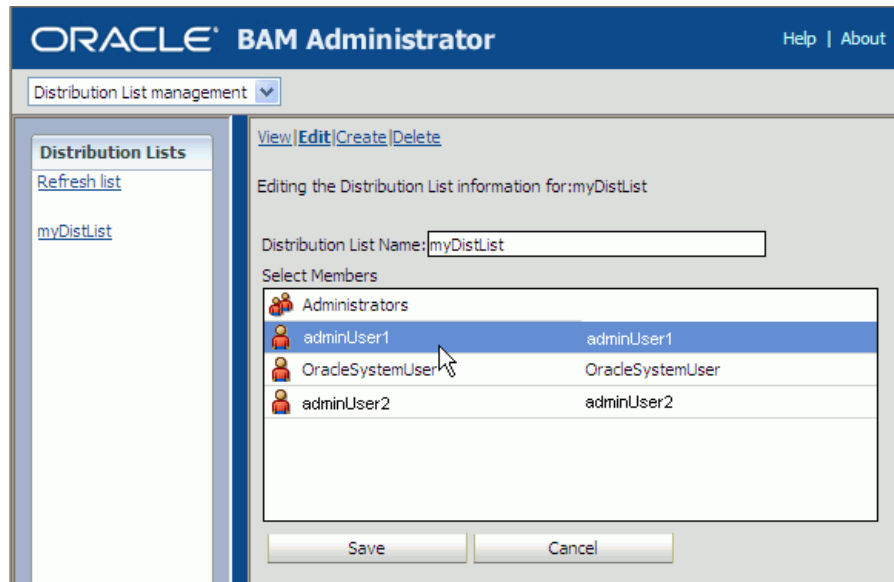 ORACLE BAM Administrator Help | About
Distribution List management
Distribution Lists
Refresh list
myDistList
View|Edit|Create|Delete
Editing the Distribution List information for:myDistList
Distribution List Name: myDistList
Select Members
Administrators
adminUser1 adminUser1
OracleSystemUser OracleSystemUser
adminUser2 adminUser2
Save Cancel